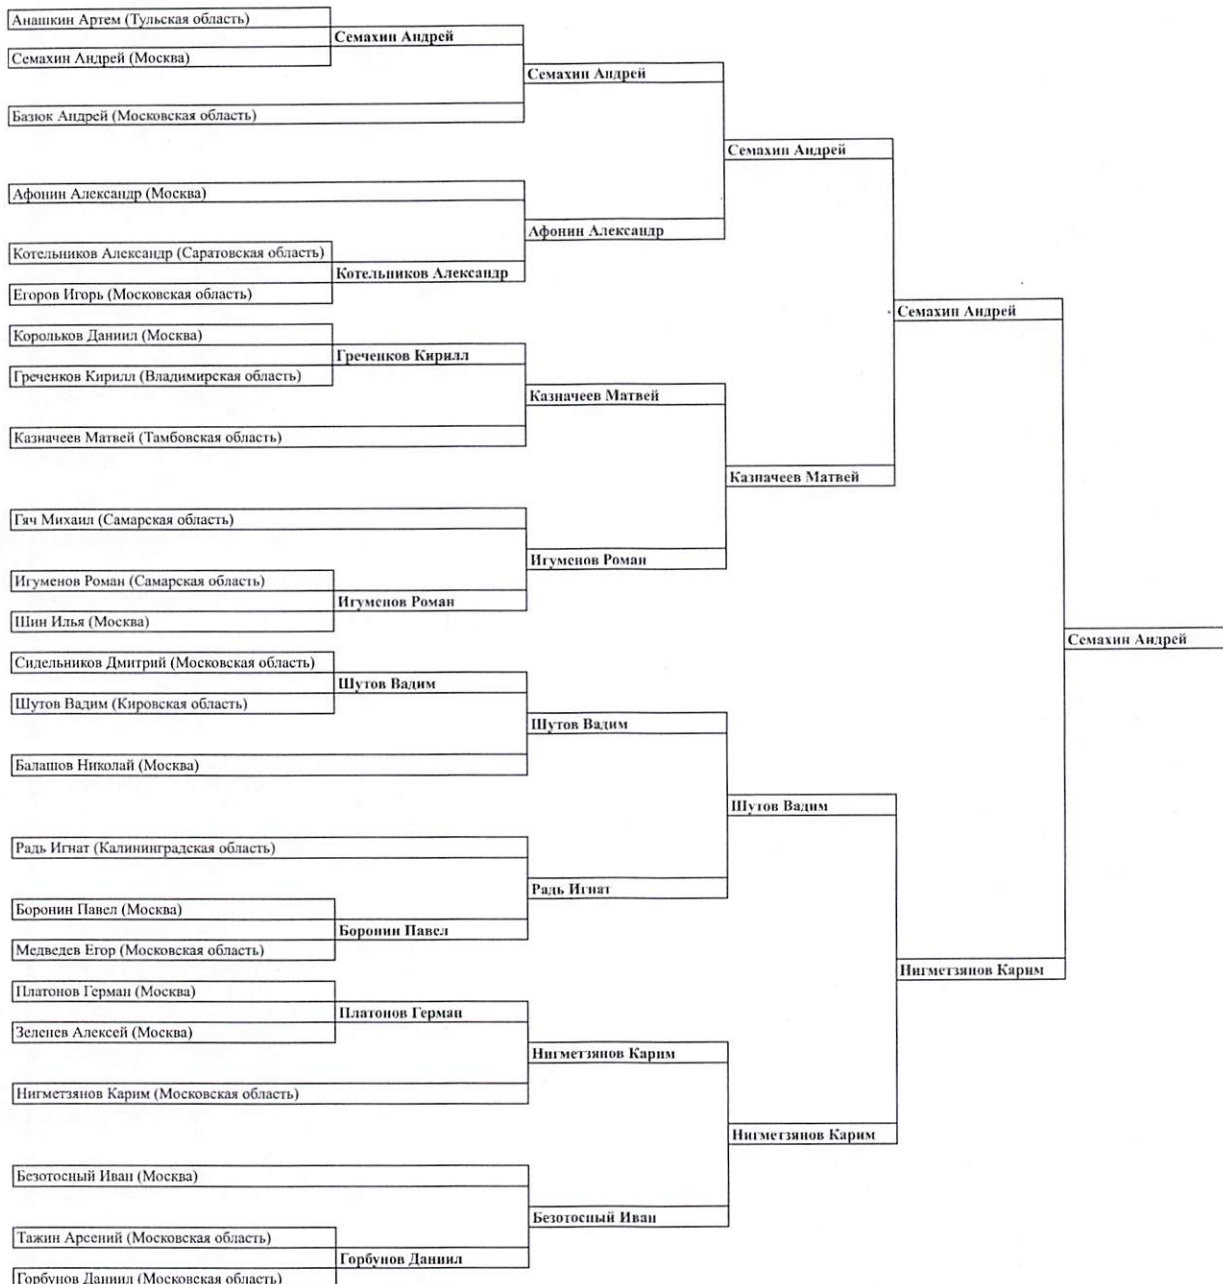 Анашкин Артем (Тульская область)
Семахин Андрей
Семахин Андрей (Москва)
Семахин Андрей
Базюк Андрей (Московская область)
Семахин Андрей
Афонин Александр (Москва)
Афонин Александр
Котельников Александр (Саратовская область)
Котельников Александр
Егоров Игорь (Московская область)
Семахин Андрей
Корольков Даниил (Москва)
Греченков Кирилл
Греченков Кирилл (Владимирская область)
Казначеев Матвей
Казначеев Матвей (Тамбовская область)
Казначеев Матвей
Гяч Михаил (Самарская область)
Игуменов Роман
Игуменов Роман (Самарская область)
Игуменов Роман
Шин Илья (Москва)
Семахин Андрей
Сидельников Дмитрий (Московская область)
Шутов Вадим
Шутов Вадим (Кировская область)
Шутов Вадим
Балашов Николай (Москва)
Шутов Вадим
Радь Игнат (Калининградская область)
Радь Игнат
Боронин Павел (Москва)
Боронин Павел
Медведев Егор (Московская область)
Нигметзянов Карим
Платонов Герман (Москва)
Платонов Герман
Зеленев Алексей (Москва)
Нигметзянов Карим
Нигметзянов Карим (Московская область)
Нигметзянов Карим
Безотосный Иван (Москва)
Безотосный Иван
Тажин Арсений (Московская область)
Горбунов Даниил
Горбунов Даниил (Московская область)